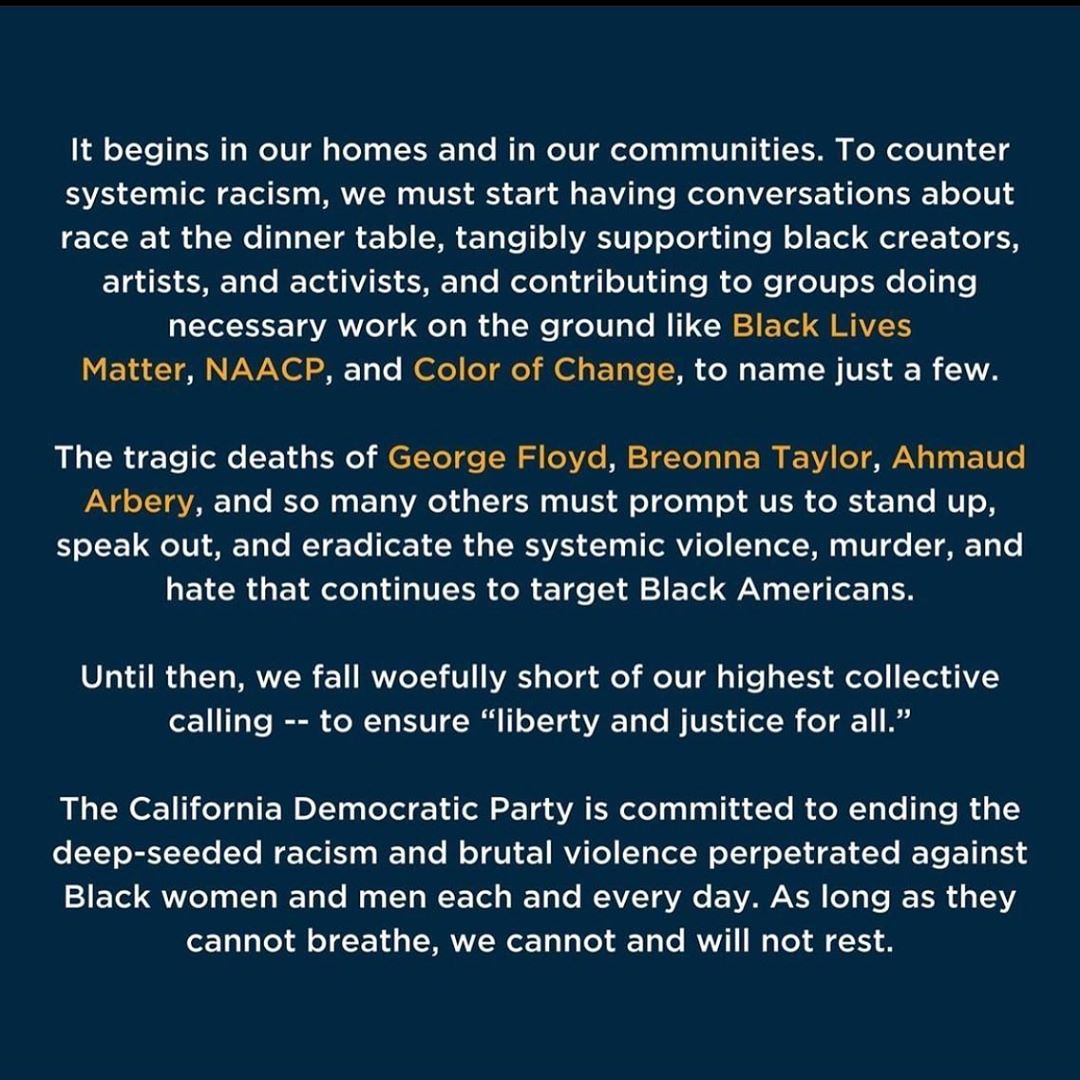 It begins in our homes and in our communities. To counter
systemic racism, we must start having conversations about
race at the dinner table, tangibly supporting black creators,
artists, and activists, and contributing to groups doing
necessary work on the ground like Black Lives
Matter, NAACP, and Color of Change, to name just a few.
The tragic deaths of George Floyd, Breonna Taylor, Ahmaud
Arbery, and so many others must prompt us to stand up,
speak out, and eradicate the systemic violence, murder, and
hate that continues to target Black Americans.
Until then, we fall woefully short of our highest collective
calling -- to ensure “liberty and justice for all.”
The California Democratic Party is committed to ending the
deep-seeded racism and brutal violence perpetrated against
Black women and men each and every day. As long as they
cannot breathe, we cannot and will not rest.